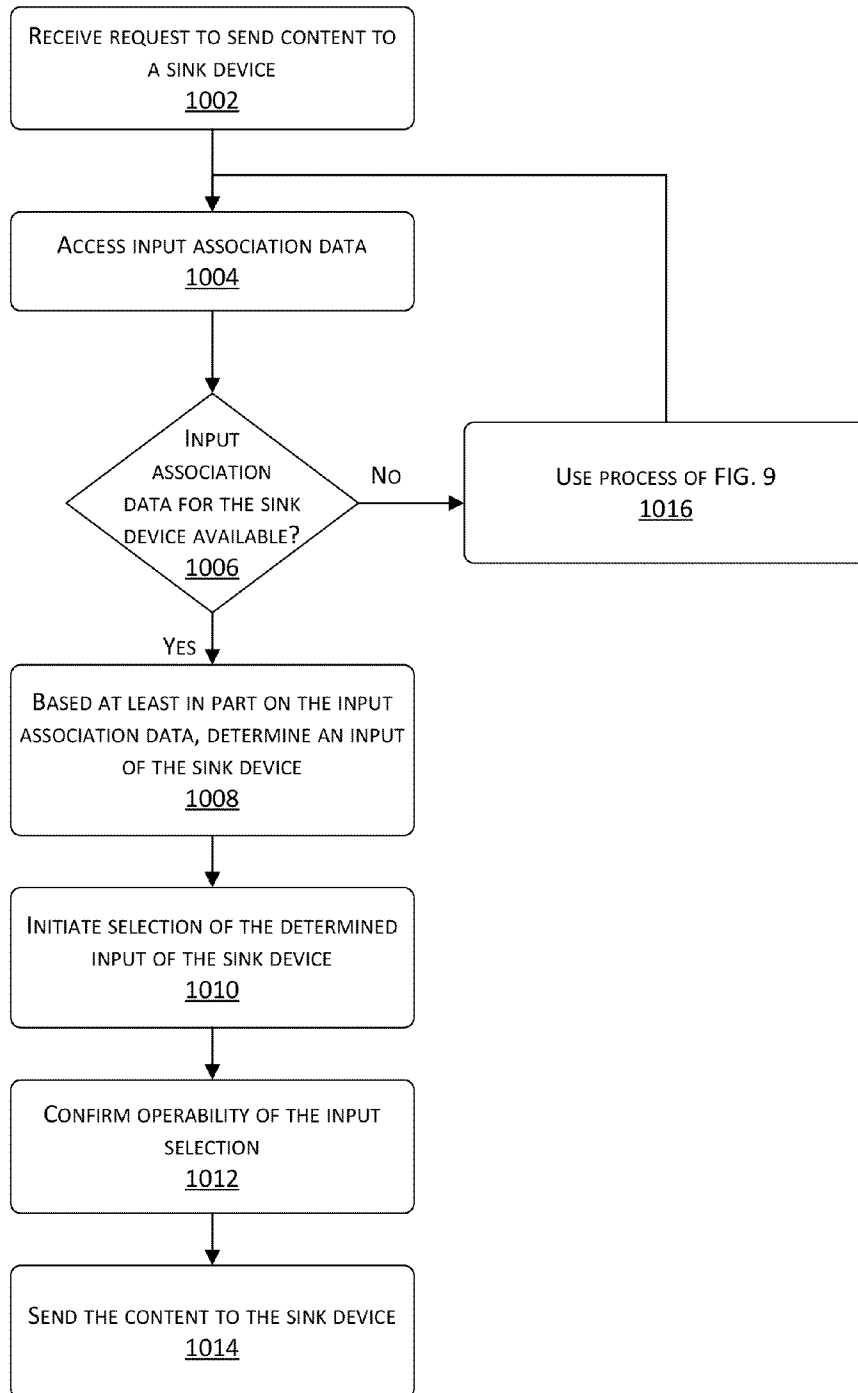 RECEIVE REQUEST TO SEND CONTENT TO
A SINK DEVICE
1002
ACCESS INPUT ASSOCIATION DATA
1004
INPUT
ASSOCIATION
DATA FOR THE SINK
DEVICE AVAILABLE?
1006
NO
USE PROCESS OF FIG. 9
1016
YES
BASED AT LEAST IN PART ON THE INPUT
ASSOCIATION DATA, DETERMINE AN INPUT
OF THE SINK DEVICE
1008
INITIATE SELECTION OF THE DETERMINED
INPUT OF THE SINK DEVICE
1010
CONFIRM OPERABILITY OF THE INPUT
SELECTION
1012
SEND THE CONTENT TO THE SINK DEVICE
1014